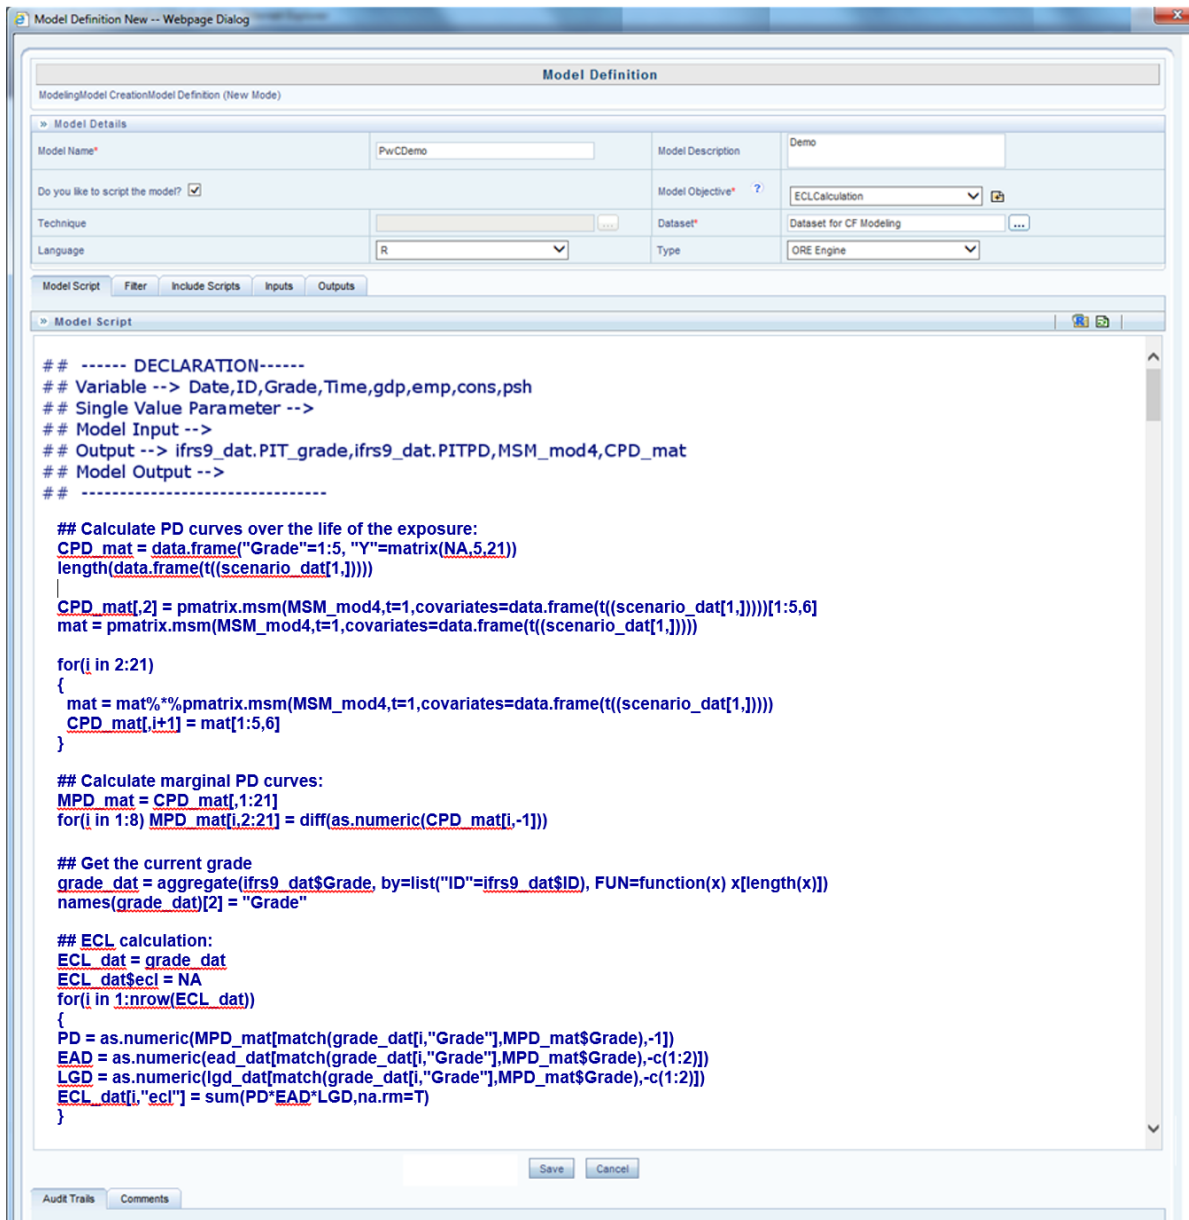 Model Definition New -- Webpage Dialog
x
Model Definition
ModelingModel CreationModel Definition (New Mode)
» Model Details
Model Name* PwCDemo Model Description Demo
Do you like to script the model? Model Objective* ? ECLCalculation
Technique ... Dataset* Dataset for CF Modeling ...
Language R Type ORE Engine
Model Script Filter Include Scripts Inputs Outputs
» Model Script
## ------ DECLARATION------
## Variable --> Date,ID,Grade,Time,gdp,emp,cons,psh
## Single Value Parameter -->
## Model Input -->
## Output --> ifrs9_dat.PIT_grade,ifrs9_dat.PITPD,MSM_mod4,CPD_mat
## Model Output -->
## --------------------------------
## Calculate PD curves over the life of the exposure:
CPD_mat = data.frame("Grade"=1:5, "Y"=matrix(NA,5,21))
length(data.frame(t((scenario_dat[1,]))))
CPD_mat[,2] = pmatrix.msm(MSM_mod4,t=1,covariates=data.frame(t((scenario_dat[1,]))))[1:5,6]
mat = pmatrix.msm(MSM_mod4,t=1,covariates=data.frame(t((scenario_dat[1,]))))
for(i in 2:21)
{
mat = mat%*%pmatrix.msm(MSM_mod4,t=1,covariates=data.frame(t((scenario_dat[1,]))))
CPD_mat[,i+1] = mat[1:5,6]
}
## Calculate marginal PD curves:
MPD_mat = CPD_mat[,1:21]
for(i in 1:8) MPD_mat[i,2:21] = diff(as.numeric(CPD_mat[i,-1]))
## Get the current grade
grade_dat = aggregate(ifrs9_dat$Grade, by=list("ID"=ifrs9_dat$ID), FUN=function(x) x[length(x)])
names(grade_dat)[2] = "Grade"
## ECL calculation:
ECL_dat = grade_dat
ECL_dat$ecl = NA
for(i in 1:nrow(ECL_dat))
{
PD = as.numeric(MPD_mat[match(grade_dat[i,"Grade"],MPD_mat$Grade),-1])
EAD = as.numeric(ead_dat[match(grade_dat[i,"Grade"],MPD_mat$Grade),-c(1:2)])
LGD = as.numeric(lgd_dat[match(grade_dat[i,"Grade"],MPD_mat$Grade),-c(1:2)])
ECL_dat[i,"ecl"] = sum(PD*EAD*LGD,na.rm=T)
}
Save Cancel
Audit Trails Comments